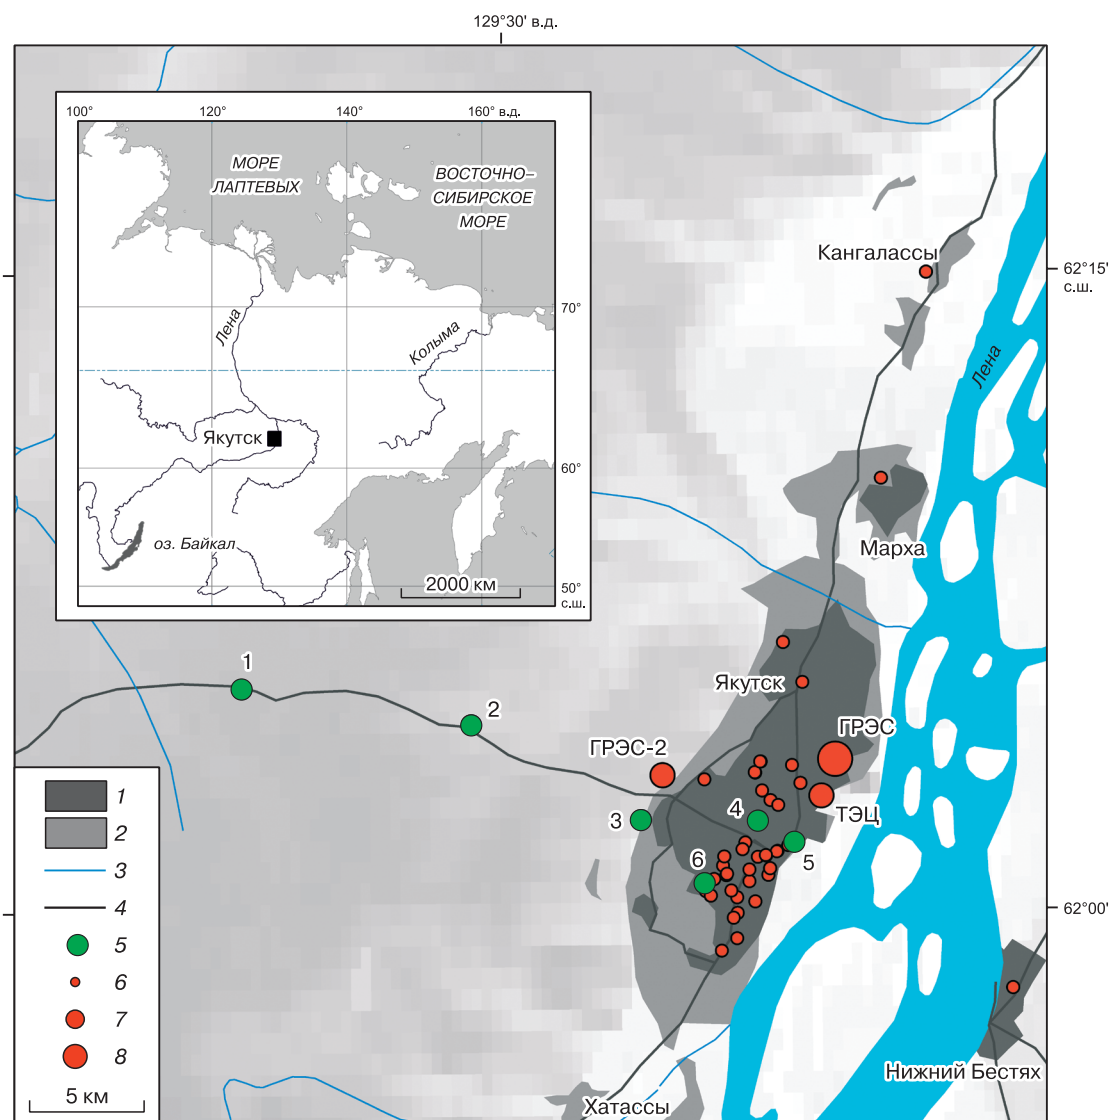 129°30' в.д.
100°
120°
140°
160° в.д.
МОРЕ
ЛАПТЕВЫХ
ВОСТОЧНО–
СИБИРСКОЕ
МОРЕ
70°
Лена
Колыма
Якутск
60°
оз. Байкал
2000 км
50°
с.ш.
Кангалассы
62°15'
с.ш.
Лена
Марха
1
2
Якутск
ГРЭС
ГРЭС-2
ТЭЦ
3
4
5
6
62°00'
Нижний Бестях
Хатассы
1
2
3
4
5
6
7
8
5 км